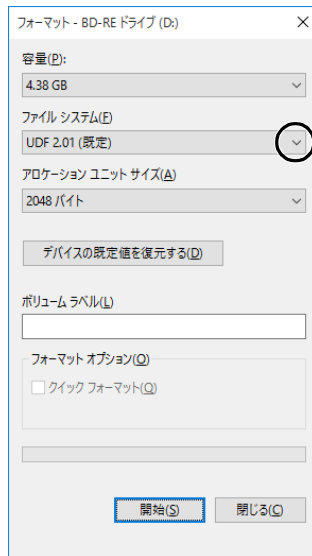 フォーマット - BD-RE ドライブ (D:)
容量(P):
4.38 GB
ファイル システム(F)
UDF 2.01 (既定)
アロケーション ユニット サイズ(A)
2048 バイト
デバイスの既定値を復元する(D)
ボリューム ラベル(L)
フォーマット オプション(O)
クイック フォーマット(Q)
開始(S)
閉じる(C)